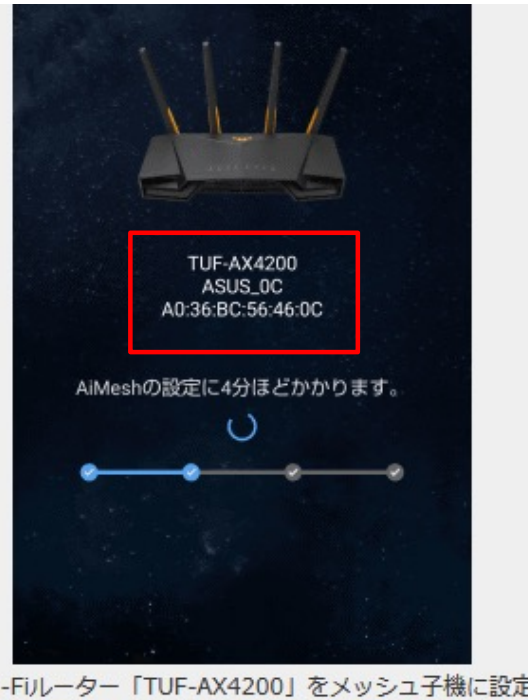 TUF-AX4200
ASUS_0C
A0:36:BC:56:46:0C
AiMeshの設定に4分ほどかかります。
-Fiルーター「TUF-AX4200」をメッシュ子機に設定